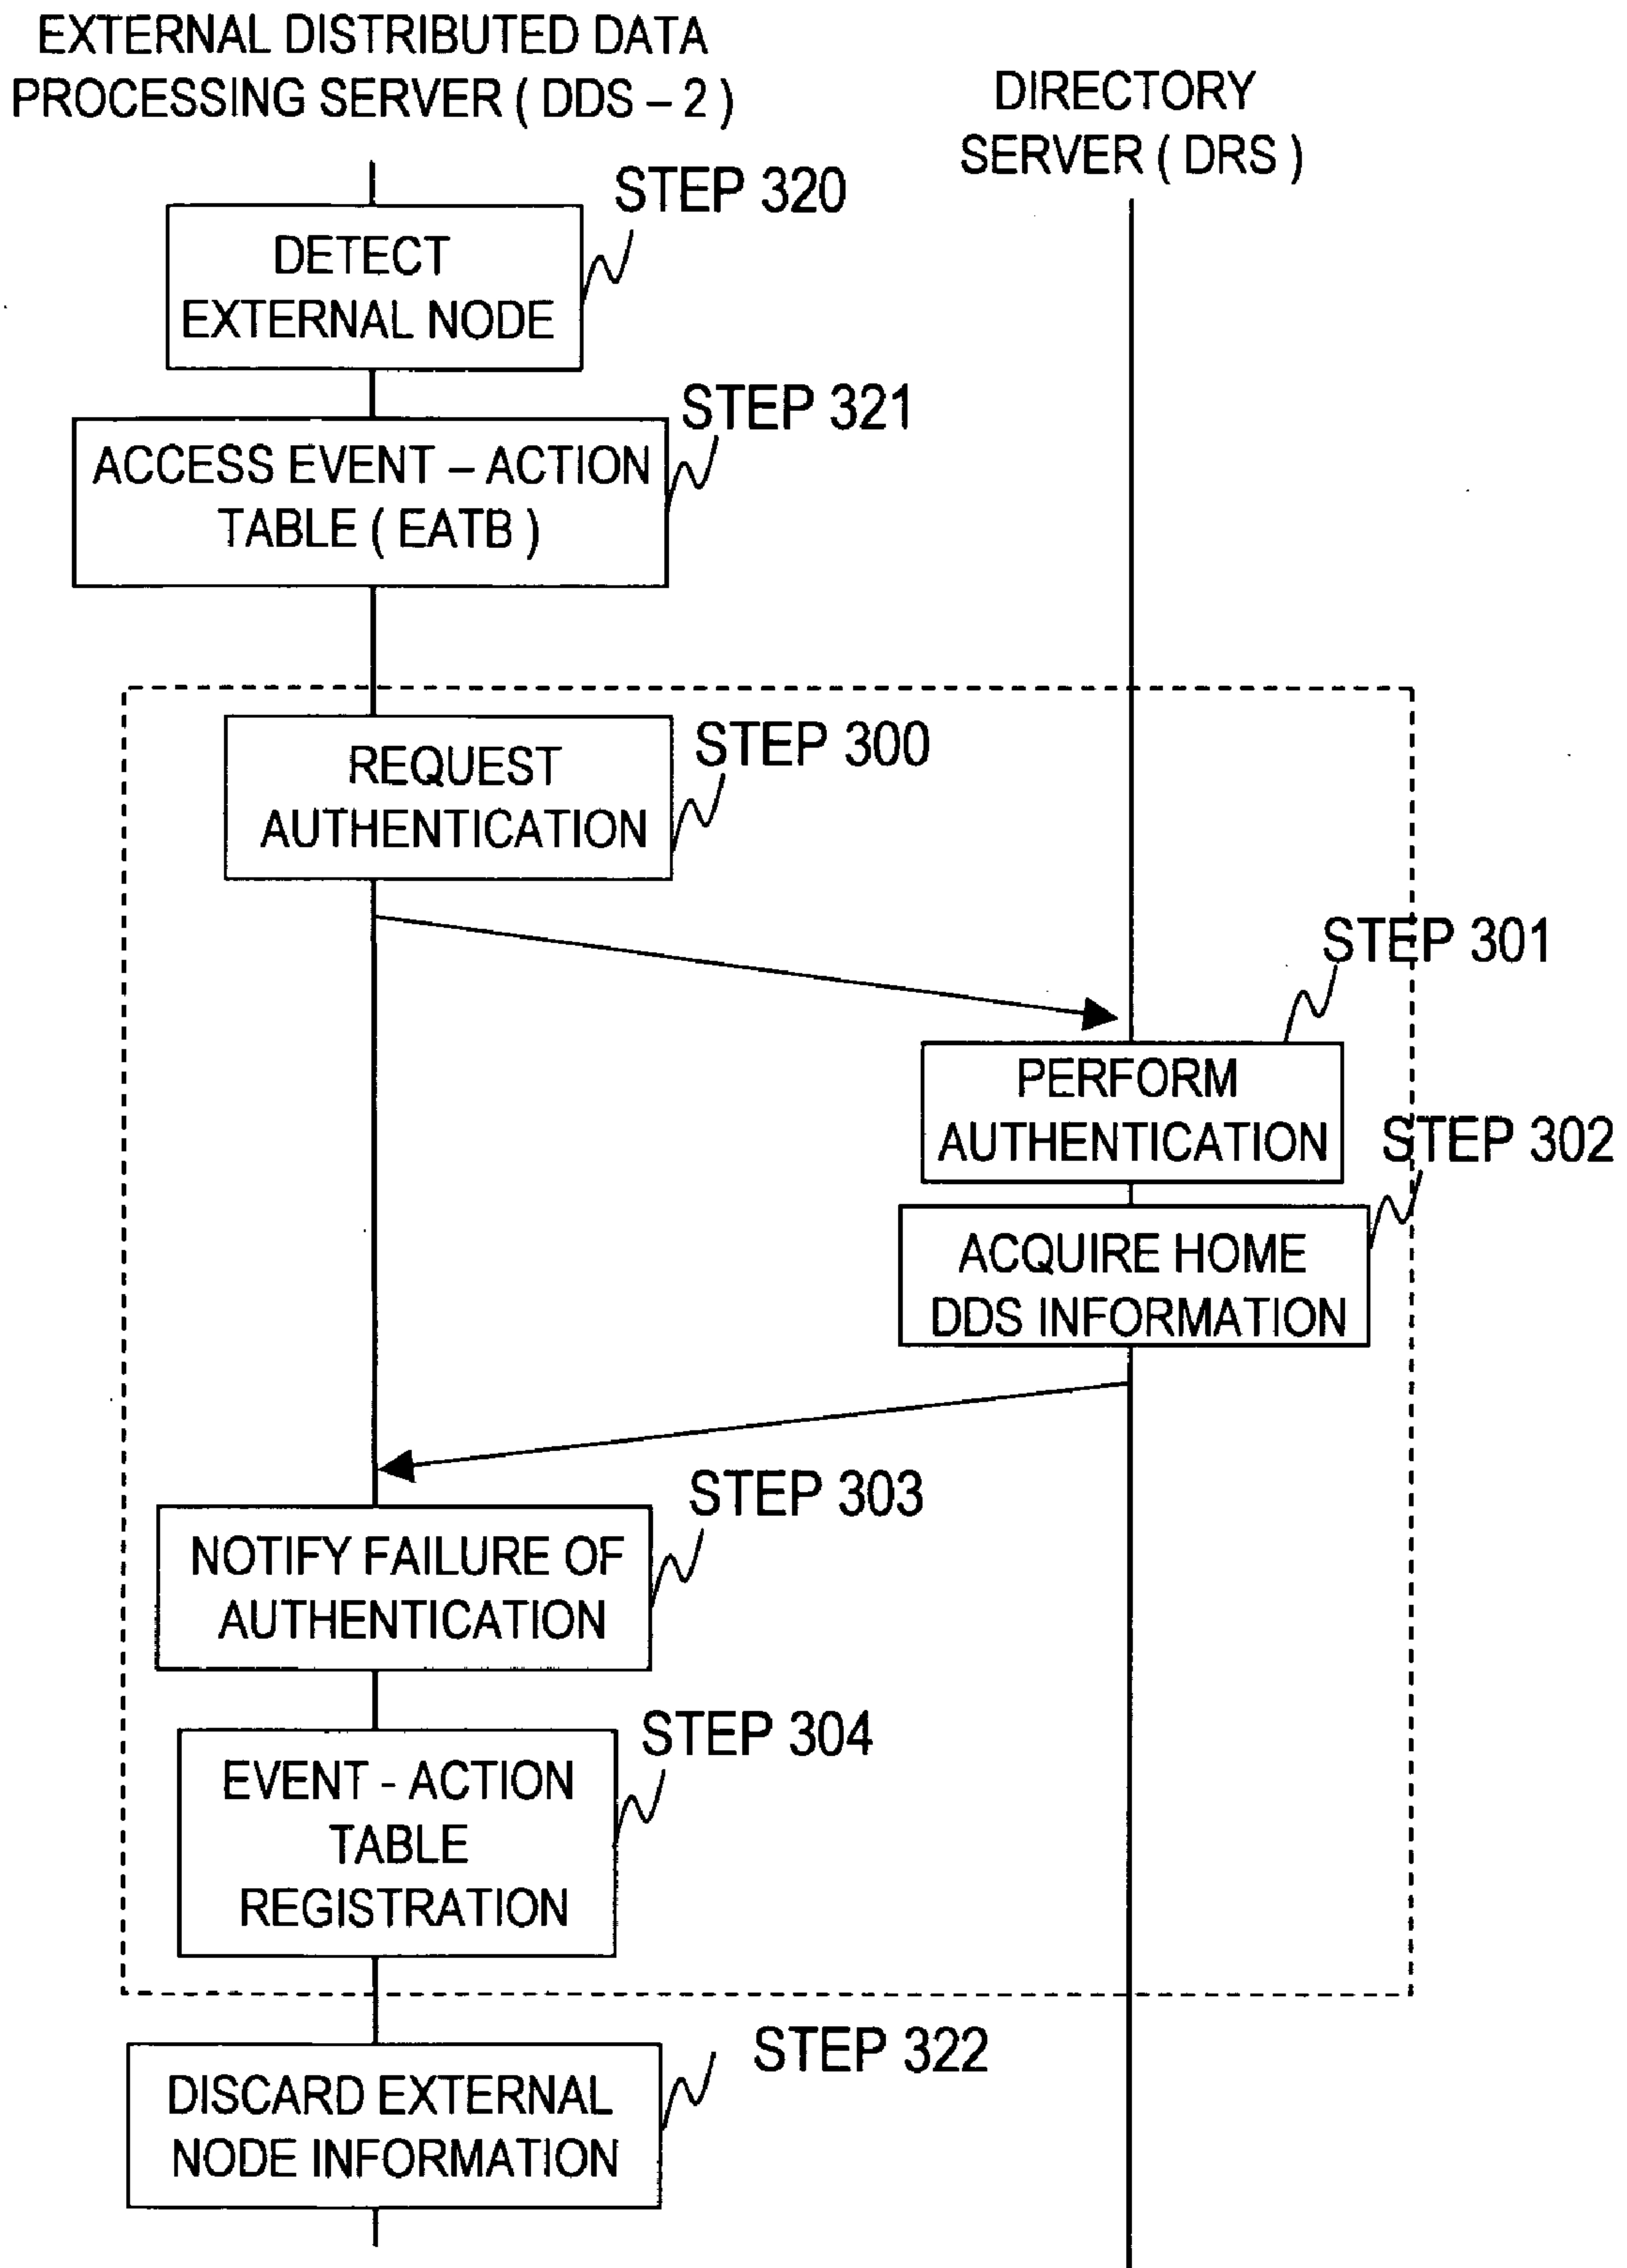 EXTERNAL DISTRIBUTED DATA
PROCESSING SERVER ( DDS – 2 )
DIRECTORY
SERVER ( DRS )
STEP 320
DETECT
EXTERNAL NODE
STEP 321
ACCESS EVENT – ACTION
TABLE ( EATB )
STEP 300
REQUEST
AUTHENTICATION
STEP 301
PERFORM
AUTHENTICATION
STEP 302
ACQUIRE HOME
DDS INFORMATION
STEP 303
NOTIFY FAILURE OF
AUTHENTICATION
STEP 304
EVENT - ACTION
TABLE
REGISTRATION
STEP 322
DISCARD EXTERNAL
NODE INFORMATION